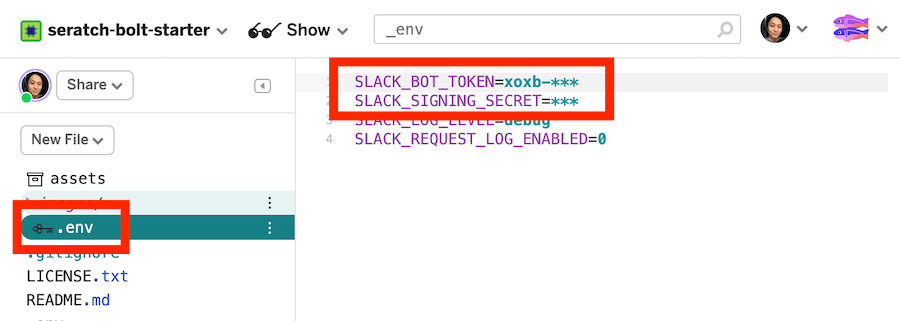 seratch-bolt-starter
Show
_env
Share
New File
assets
.env
.gitignore
LICENSE.txt
README.md
1 SLACK_BOT_TOKEN=xoxb-***
2 SLACK_SIGNING_SECRET=***
3 SLACK_LOG_LEVEL=debug
4 SLACK_REQUEST_LOG_ENABLED=0